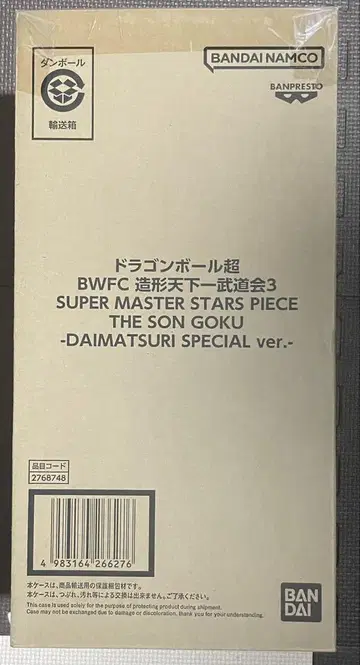 ダンボール
輸送箱
BANDAI NAMCO
BANPRESTO
ドラゴンボール超
BWFC 造形天下一武道会3
SUPER MASTER STARS PIECE
THE SON GOKU
-DAIMATSURI SPECIAL ver.-
品目コード
2768748
4 983164 266276
本ケースは、商品輸送用の保護梱包材です。
本ケースは、つぶれ、汚れ等による交換は出来ません。ご了承ください。
This case is used solely for the purpose of protecting product during shipment.
Case may not be exchanged due to damage or discoloration. Thank you for your understanding.
BAN
DAI